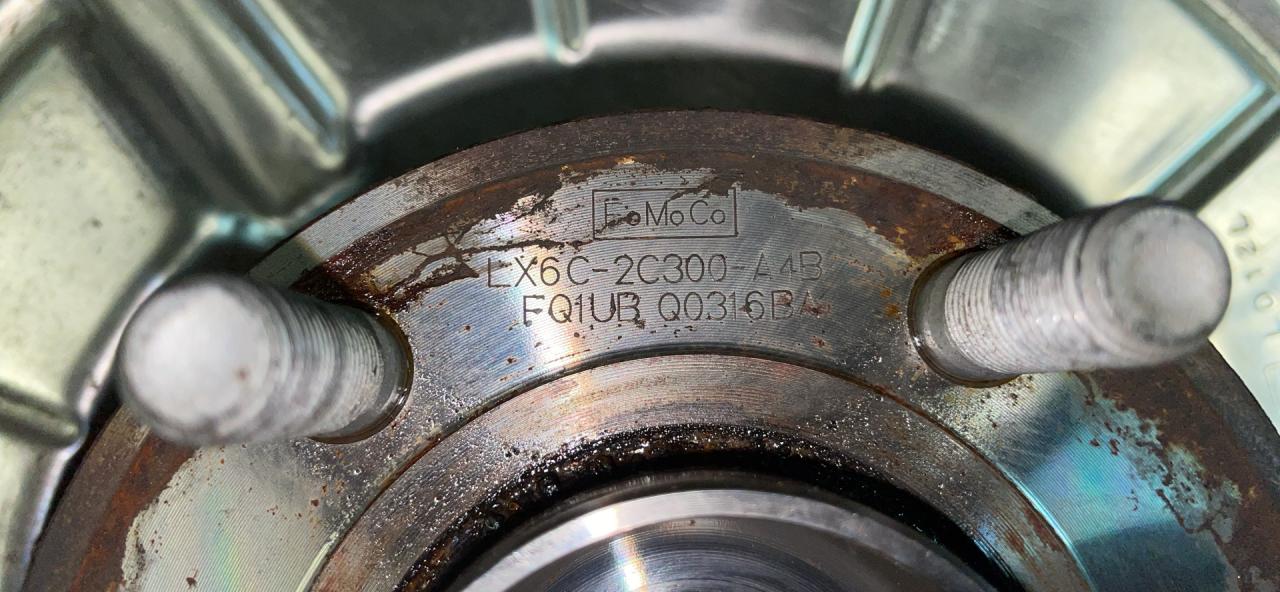 FoMoCo
LX6C-2C300-A4B
FQ1UB Q0316BA